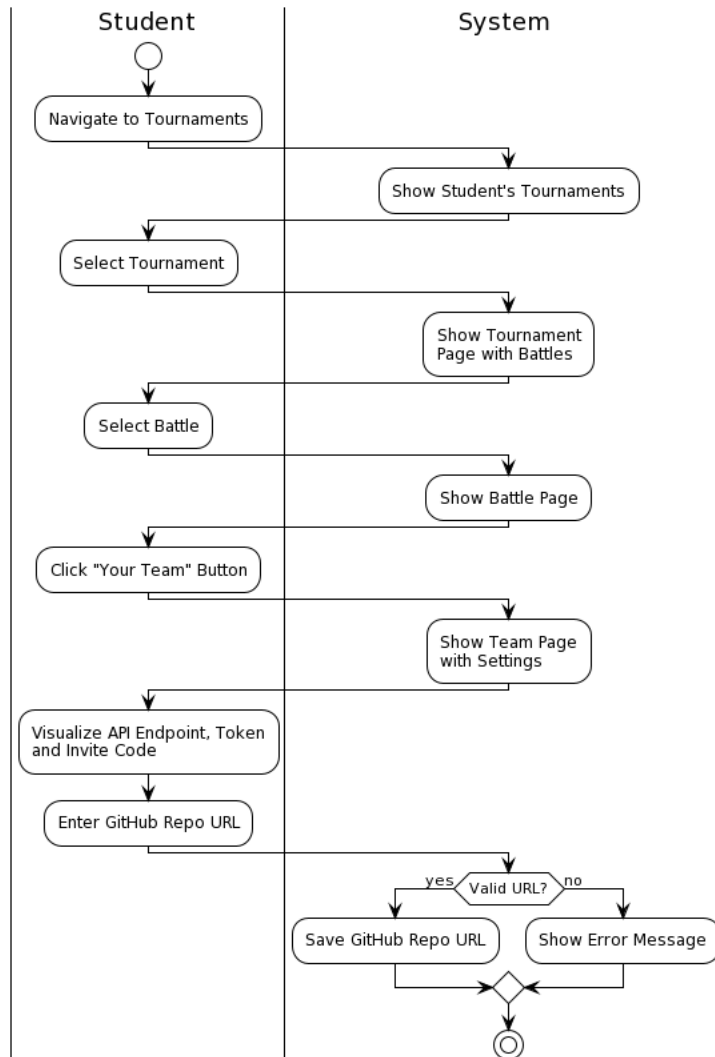 Student
System
Navigate to Tournaments
Show Student's Tournaments
Select Tournament
Show Tournament
Page with Battles
Select Battle
Show Battle Page
Click "Your Team" Button
Show Team Page
with Settings
Visualize API Endpoint, Token
and Invite Code
Enter GitHub Repo URL
yes
Valid URL?
no
Save GitHub Repo URL
Show Error Message